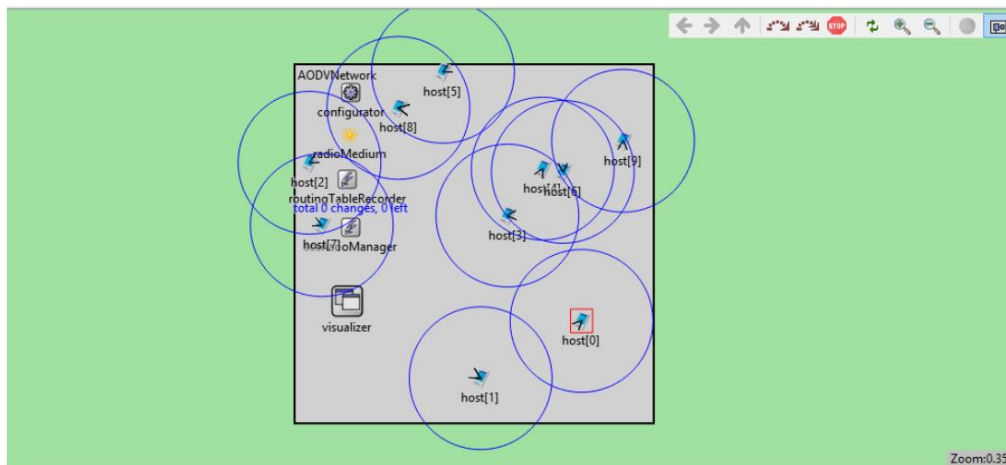 STOP
AODVNetwork
host[5]
configurator
host[8]
radioMedium
host[9]
host[2]
host[6]
routingTableRecorder
total 0 changes, 0 left
host[3]
host[7]
visualizer
host[0]
host[1]
Zoom:0.35